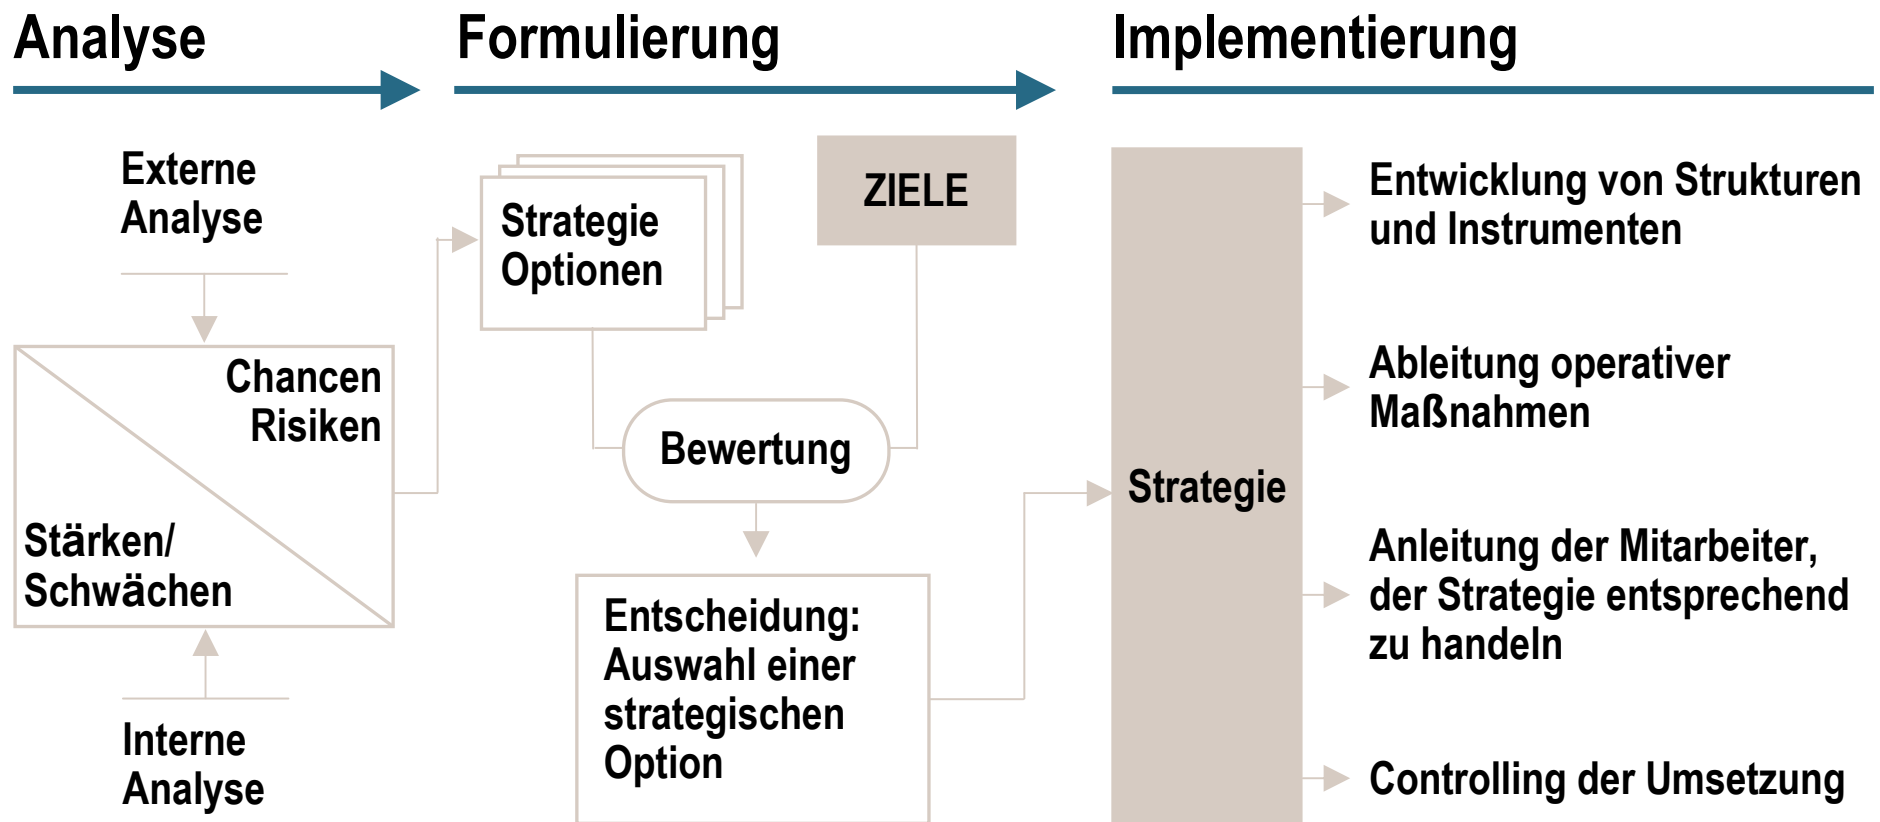 Analyse
Formulierung
Implementierung
Externe
Analyse
Chancen
Risiken
Stärken/
Schwächen
Interne
Analyse
Strategie
Optionen
ZIELE
Bewertung
Entscheidung:
Auswahl einer
strategischen
Option
Strategie
Entwicklung von Strukturen
und Instrumenten
Ableitung operativer
Maßnahmen
Anleitung der Mitarbeiter,
der Strategie entsprechend
zu handeln
Controlling der Umsetzung